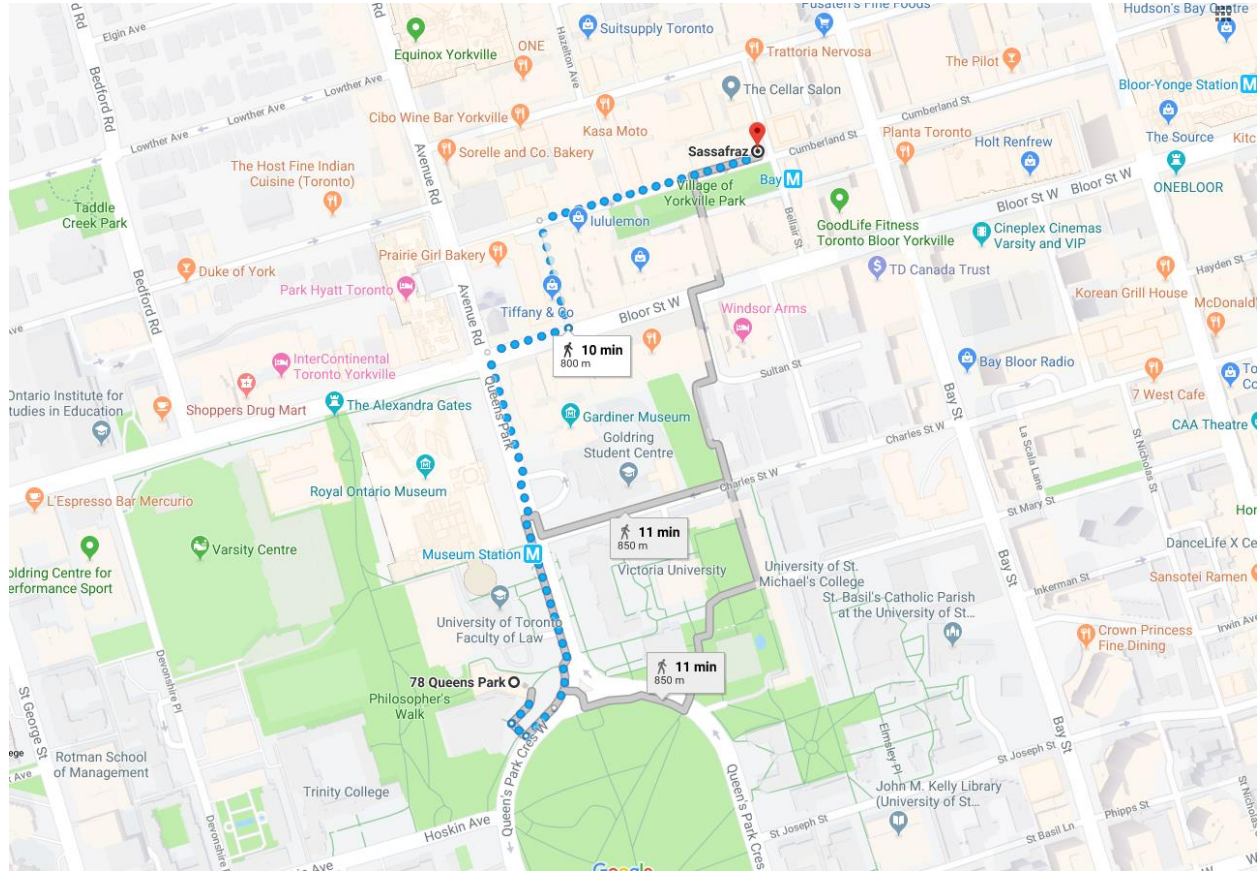 Elgin Ave
Bedford Rd
Equinox Yorkville
ONE
Hazelton Ave
Suitsupply Toronto
Pusateri's Fine Foods
Trattoria Nervosa
The Pilot
Hudson's Bay Centre
Bloor-Yonge Station M
The Cellar Salon
Cumberland St
Lowther Ave
Lowther Ave
Lowther Ave
Cibo Wine Bar Yorkville
Kasa Moto
Sorelle and Co. Bakery
Avenue Rd
Sassafraz
Cumberland St
Planta Toronto
Holt Renfrew
The Source
Kitc
ONEBLOOR
The Host Fine Indian
Cuisine (Toronto)
Taddle
Creek Park
Village of
Yorkville Park
Bay M
Bellair St
Bloor St W
Bloor St W
GoodLife Fitness
Toronto Bloor Yorkville
Cineplex Cinemas
Varsity and VIP
lululemon
Prairie Girl Bakery
Duke of York
Park Hyatt Toronto
Bedford Rd
Avenue Rd
Tiffany & Co
Bloor St W
Windsor Arms
TD Canada Trust
Hayden St
Korean Grill House
McDonald'
10 min
800 m
InterContinental
Toronto Yorkville
Shoppers Drug Mart
The Alexandra Gates
Queens Park
Sultan St
Bay Bloor Radio
Bay St
7 West Cafe
CAA Theatre
Ontario Institute for
tudies in Education
Gardiner Museum
Goldring
Student Centre
Charles St W
Charles St W
La Scala Lane
St Nicholas St
St Mary St
Royal Ontario Museum
L'Espresso Bar Mercurio
Varsity Centre
oldring Centre for
erformance Sport
Museum Station M
11 min
850 m
Victoria University
University of St.
Michael's College
St. Basil's Catholic Parish
at the University of St...
Bay St
DanceLife X Ce
Sansotei Ramen
Inkerman St
Irwin Ave
Crown Princess
Fine Dining
University of Toronto
Faculty of Law
Devonshire Pl
78 Queens Park
Philosopher's
Walk
11 min
850 m
St George St
Rotman School
of Management
Trinity College
Devonshire Pl
Hoskin Ave
Queen's Park Cres W
Queen's Park Cres
Elmsley Pl
St Joseph St
St Joseph St
Bay St
John M. Kelly Library
(University of St...
Phipps St
St Basil Ln
St Nicholas
Google